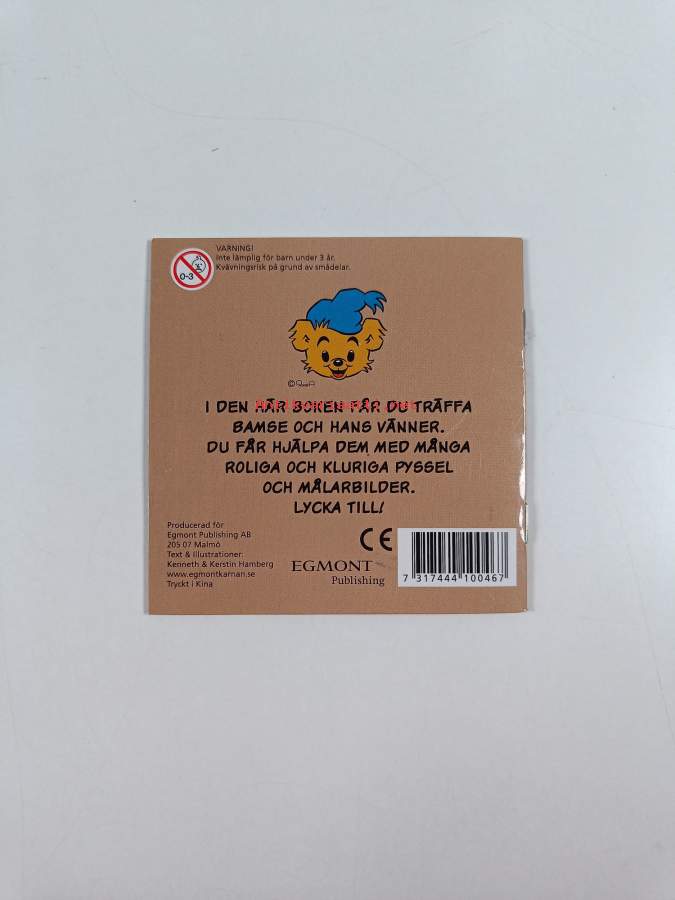 VARNING!
Inte lämplig för barn under 3 år.
Kvävningsrisk på grund av smådelar.
0-3
I DEN HÄR BOKEN FÅR DU TRÄFFA
BAMSE OCH HANS VÄNNER.
DU FÅR HJÄLPA DEM MED MÅNGA
ROLIGA OCH KLURIGA PYSSEL
OCH MÅLARBILDER.
LYCKA TILL!
Producerad för
Egmont Publishing AB
205 07 Malmö
Text & Illustrationer:
Kenneth & Kerstin Hamberg
www.egmontkarnan.se
Tryckt i Kina
CE
EGMONT
Publishing
7 317444 100467